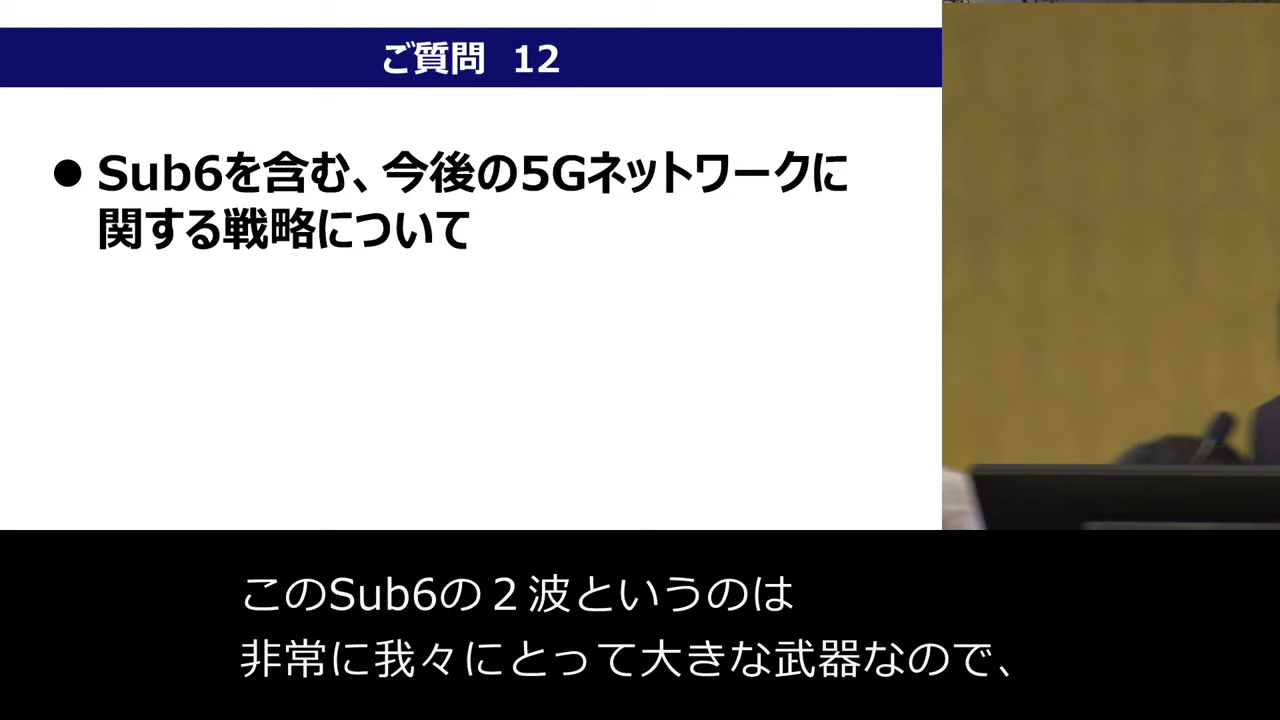 ご質問 12
● Sub6を含む、今後の5Gネットワークに
関する戦略について
このSub6の２波というのは
非常に我々にとって大きな武器なので、